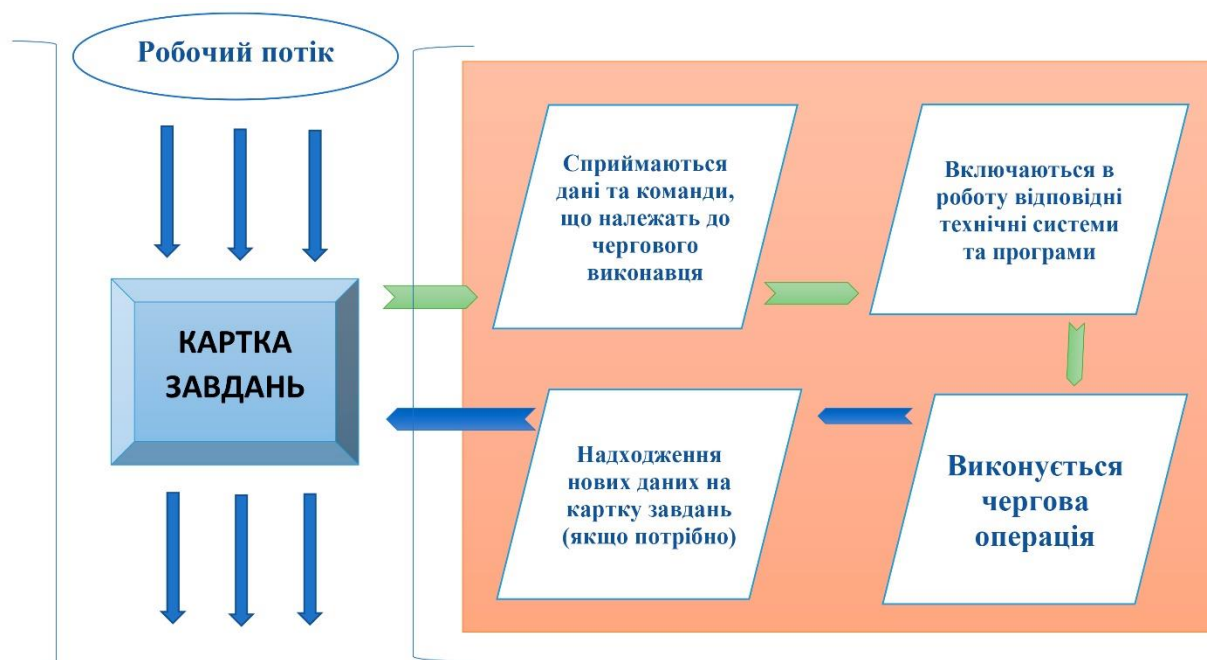 Робочий потік
Сприймаються
дані та команди,
що належать до
чергового
виконавця
Включаються в
роботу відповідні
технічні системи
та програми
КАРТКА
ЗАВДАНЬ
Надходження
нових даних на
картку завдань
(якщо потрібно)
Виконується
чергова
операція